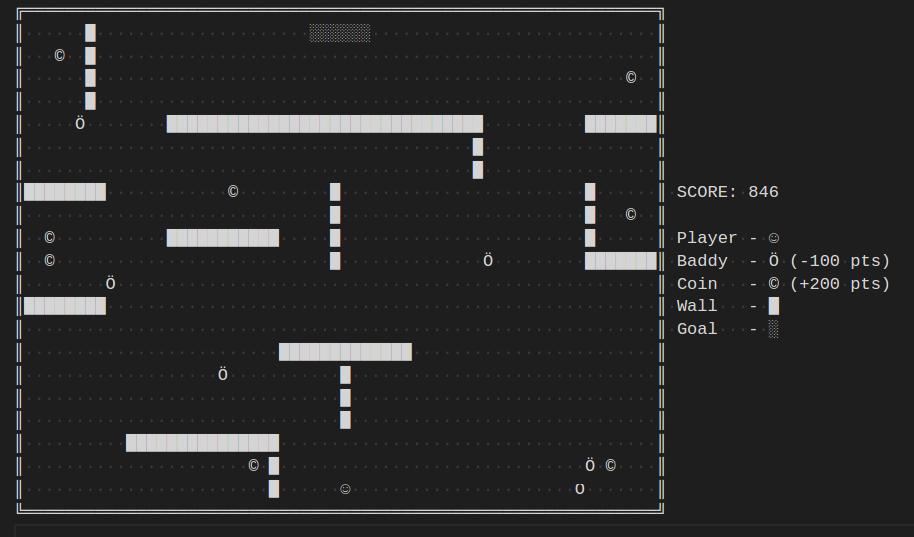 ©
©
Ö
© SCORE: 846
©
© Player - ☺
© Ö Baddy - Ö (-100 pts)
Ö Coin - © (+200 pts)
Wall - █
Goal - ░
Ö
© Ö ©
☺ Ö